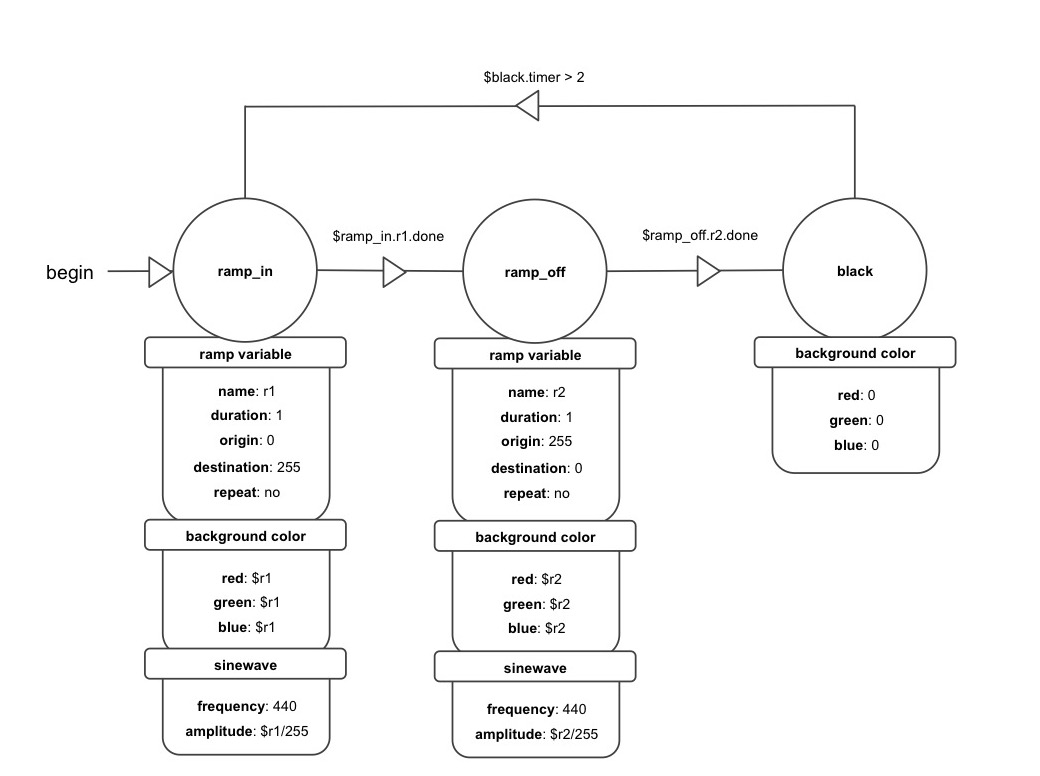 $black.timer > 2
$ramp_in.r1.done
$ramp_off.r2.done
begin
ramp_in
ramp_off
black
ramp variable
name: r1
duration: 1
origin: 0
destination: 255
repeat: no
background color
red: $r1
green: $r1
blue: $r1
sinewave
frequency: 440
amplitude: $r1/255
ramp variable
name: r2
duration: 1
origin: 255
destination: 0
repeat: no
background color
red: $r2
green: $r2
blue: $r2
sinewave
frequency: 440
amplitude: $r2/255
background color
red: 0
green: 0
blue: 0